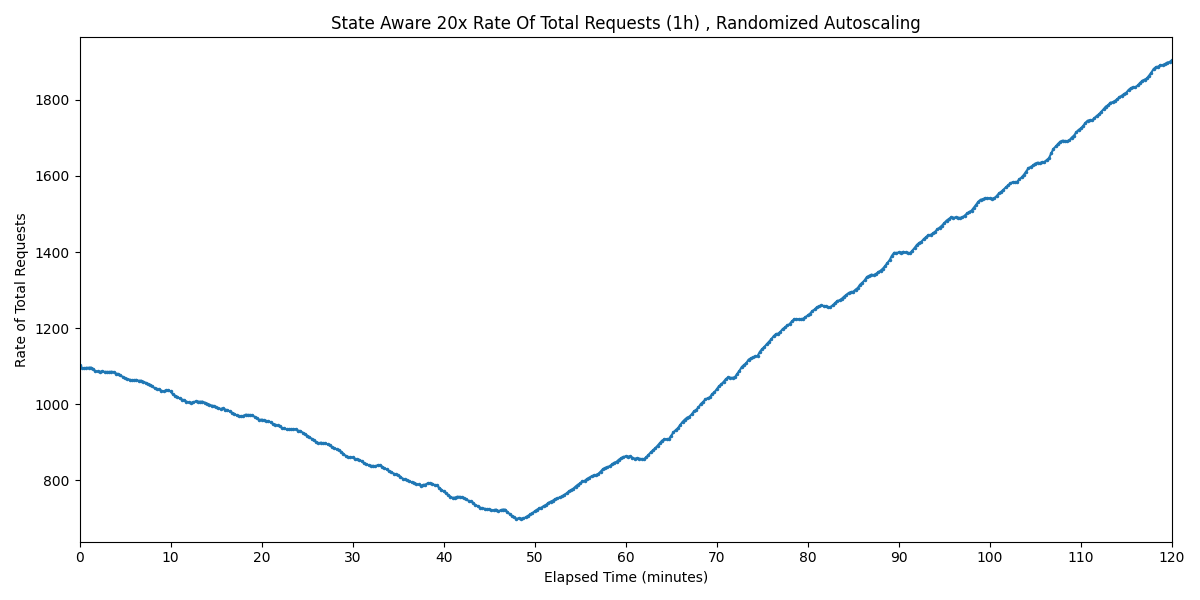 State Aware 20x Rate Of Total Requests (1h) , Randomized Autoscaling
Rate of Total Requests
1800
1600
1400
1200
1000
800
0 10 20 30 40 50 60 70 80 90 100 110 120
Elapsed Time (minutes)